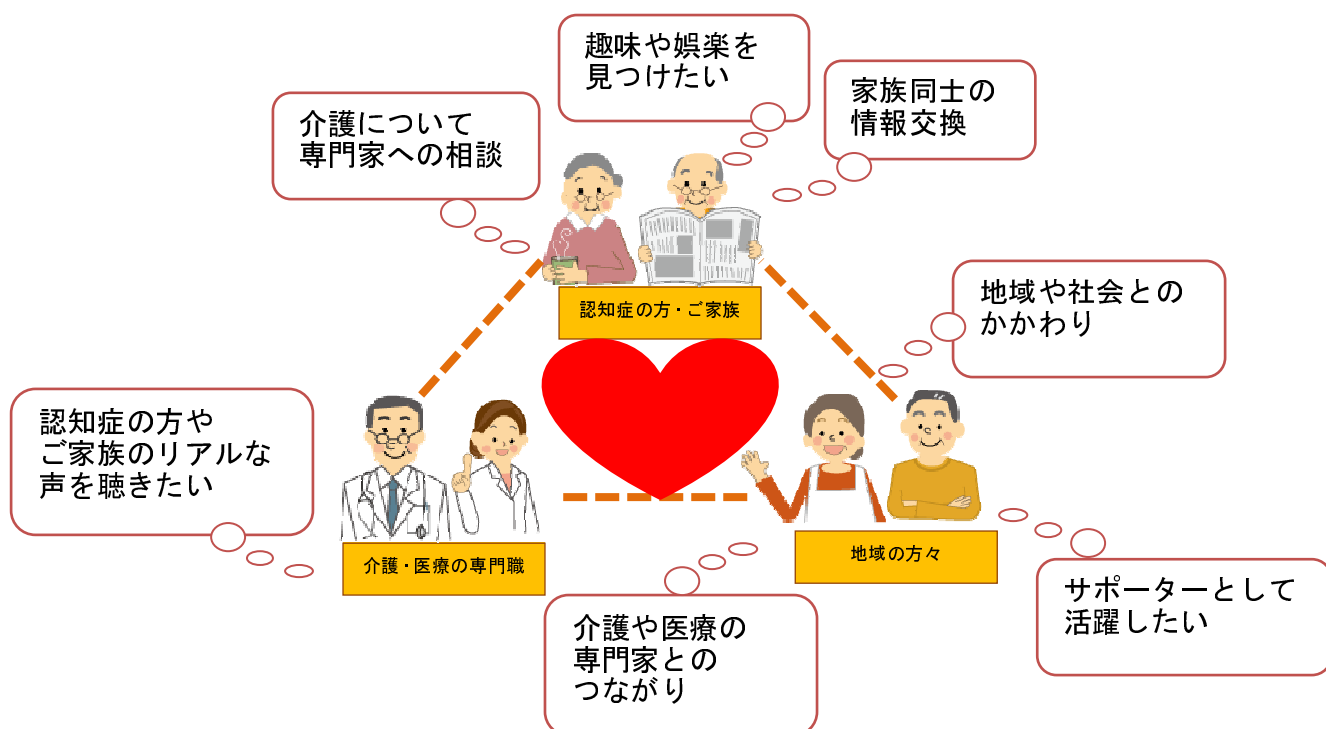 趣味や娯楽を
見つけたい
家族同士の
情報交換
介護について
専門家への相談
認知症の方・ご家族
地域や社会との
かかわり
認知症の方や
ご家族のリアルな
声を聴きたい
介護・医療の専門職
地域の方々
サポーターとして
活躍したい
介護や医療の
専門家との
つながり